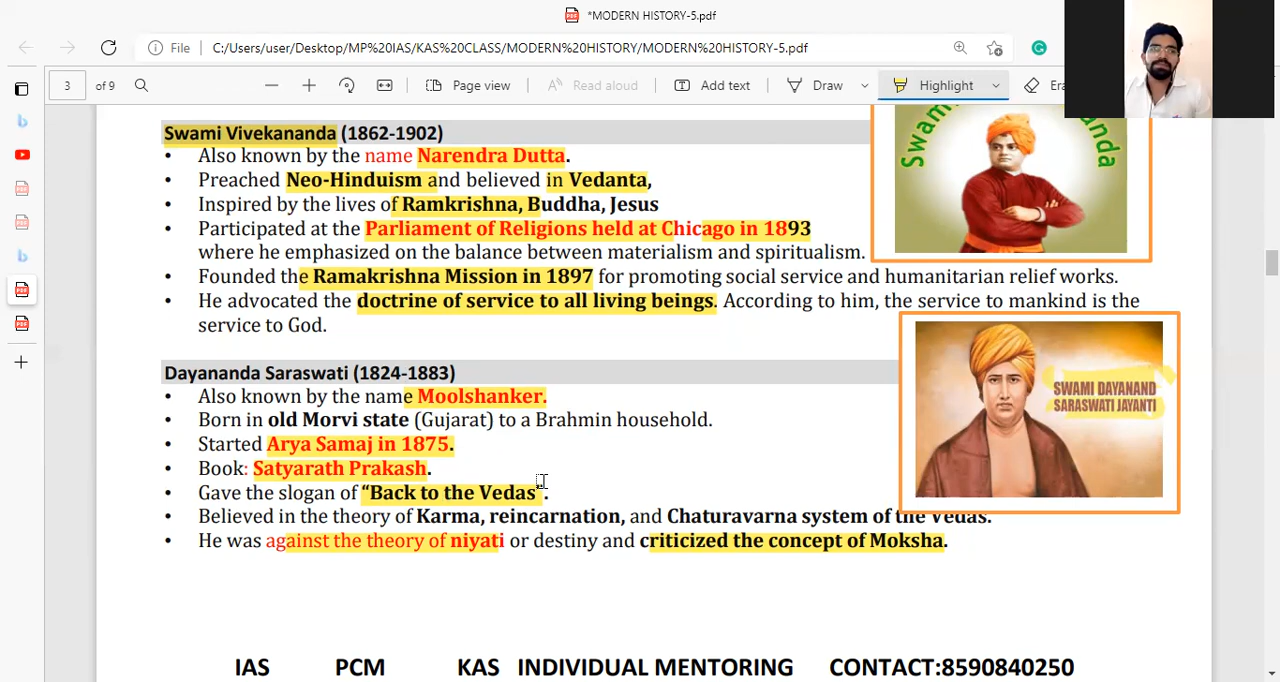 *MODERN HISTORY-5.pdf
File C:/Users/user/Desktop/MP%20IAS/KAS%20CLASS/MODERN%20HISTORY/MODERN%20HISTORY-5.pdf
3 of 9 Page view Read aloud Add text Draw Highlight Era
Swami Vivekananda (1862-1902)
• Also known by the name Narendra Dutta.
• Preached Neo-Hinduism and believed in Vedanta,
• Inspired by the lives of Ramkrishna, Buddha, Jesus
• Participated at the Parliament of Religions held at Chicago in 1893
where he emphasized on the balance between materialism and spiritualism.
• Founded the Ramakrishna Mission in 1897 for promoting social service and humanitarian relief works.
• He advocated the doctrine of service to all living beings. According to him, the service to mankind is the
service to God.
Dayananda Saraswati (1824-1883)
• Also known by the name Moolshanker.
• Born in old Morvi state (Gujarat) to a Brahmin household.
• Started Arya Samaj in 1875.
• Book: Satyarath Prakash.
• Gave the slogan of “Back to the Vedas”.
• Believed in the theory of Karma, reincarnation, and Chaturavarna system of the Vedas.
• He was against the theory of niyati or destiny and criticized the concept of Moksha.
SWAMI DAYANAND
SARASWATI JAYANTI
IAS PCM KAS INDIVIDUAL MENTORING CONTACT:8590840250